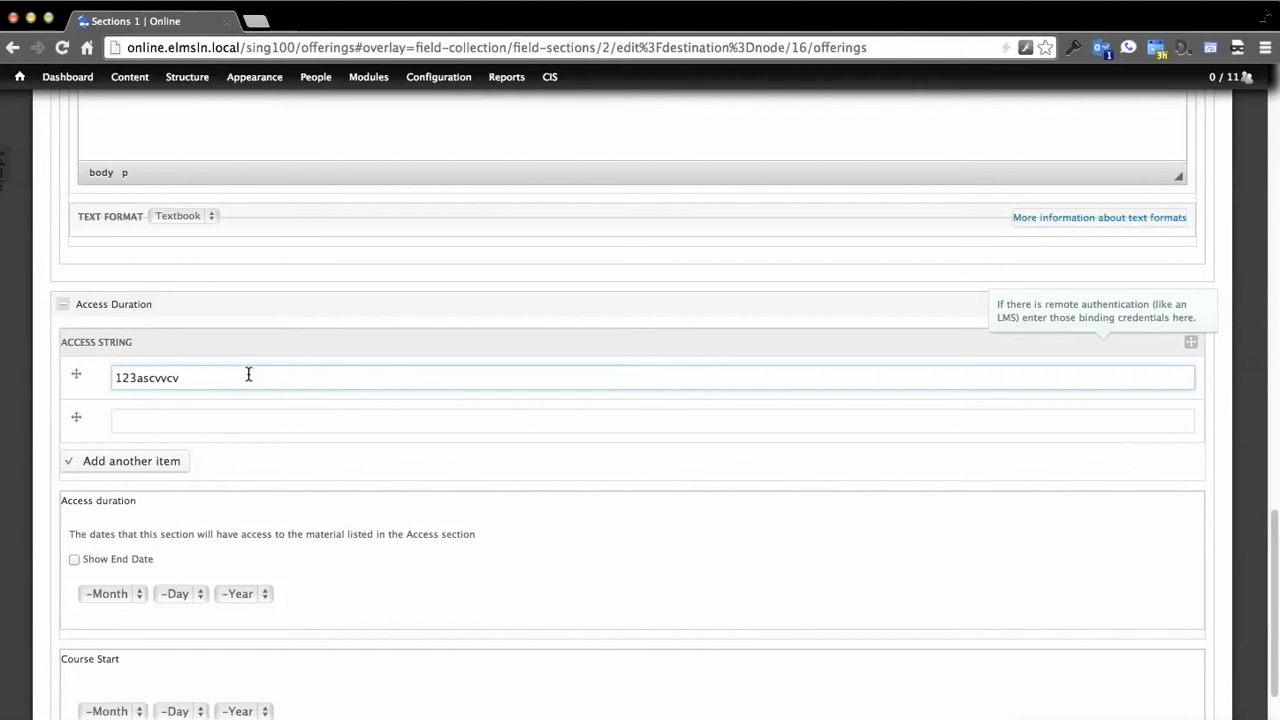 Sections 1 | Online
online.elmsln.local/sing100/offerings#overlay=field-collection/field-sections/2/edit%3Fdestination%3Dnode/16/offerings
1
3h
Dashboard Content Structure Appearance People Modules Configuration Reports CIS 0 / 11
body p
TEXT FORMAT Textbook More information about text formats
Access Duration
If there is remote authentication (like an
LMS) enter those binding credentials here.
ACCESS STRING
123ascvvcv
Add another item
Access duration
The dates that this section will have access to the material listed in the Access section
Show End Date
-Month -Day -Year
Course Start
-Month -Day -Year